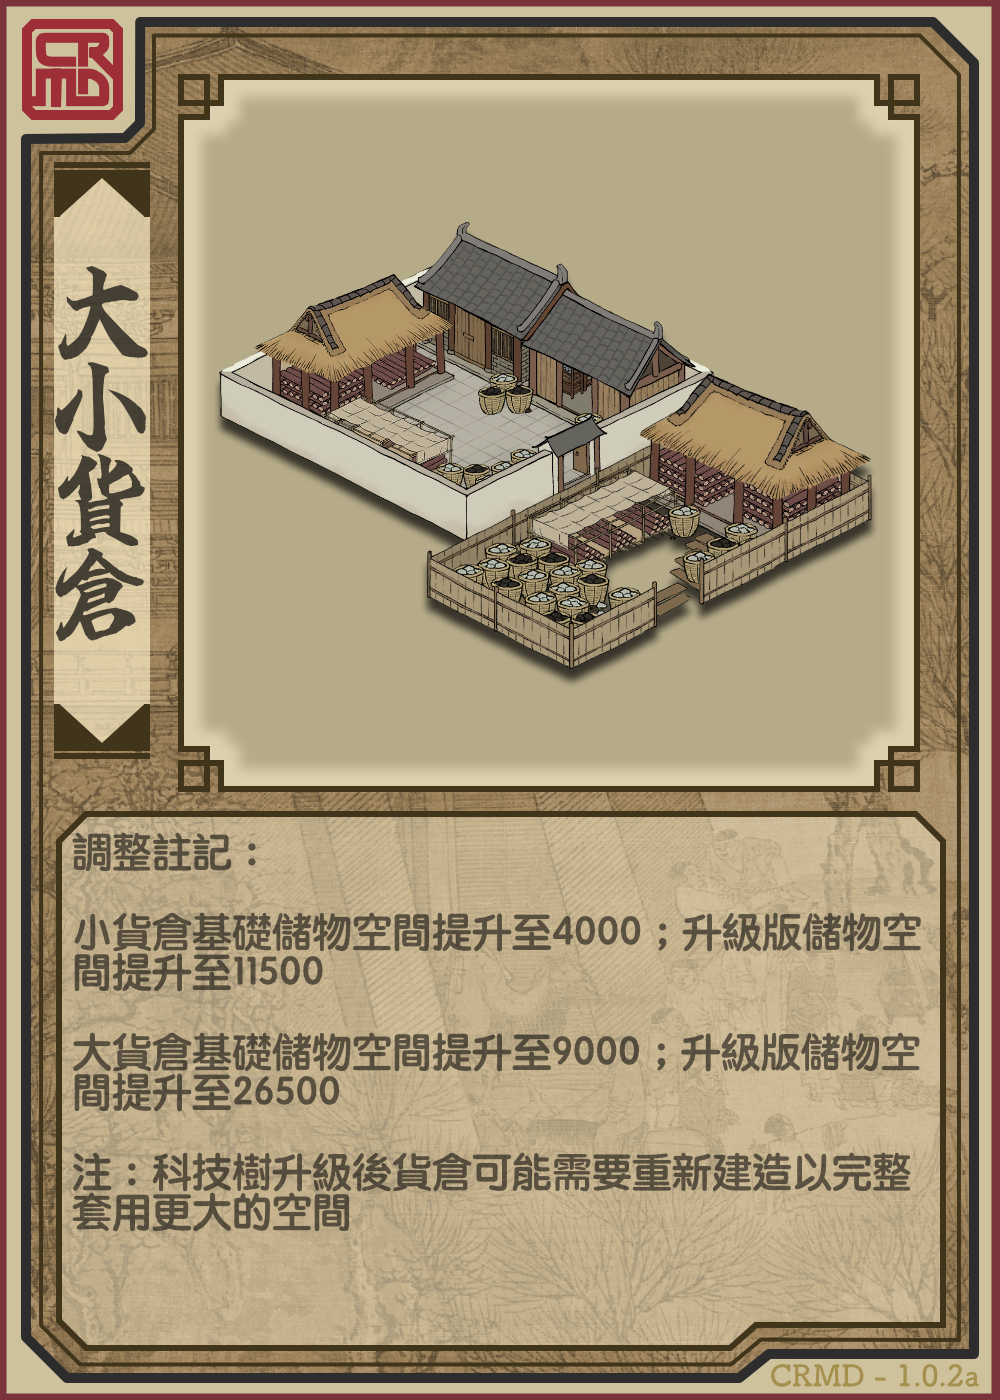 CRMD
大小貨倉
調整註記：
小貨倉基礎儲物空間提升至4000；升級版儲物空
間提升至11500
大貨倉基礎儲物空間提升至9000；升級版儲物空
間提升至26500
注：科技樹升級後貨倉可能需要重新建造以完整
套用更大的空間
CRMD - 1.0.2a